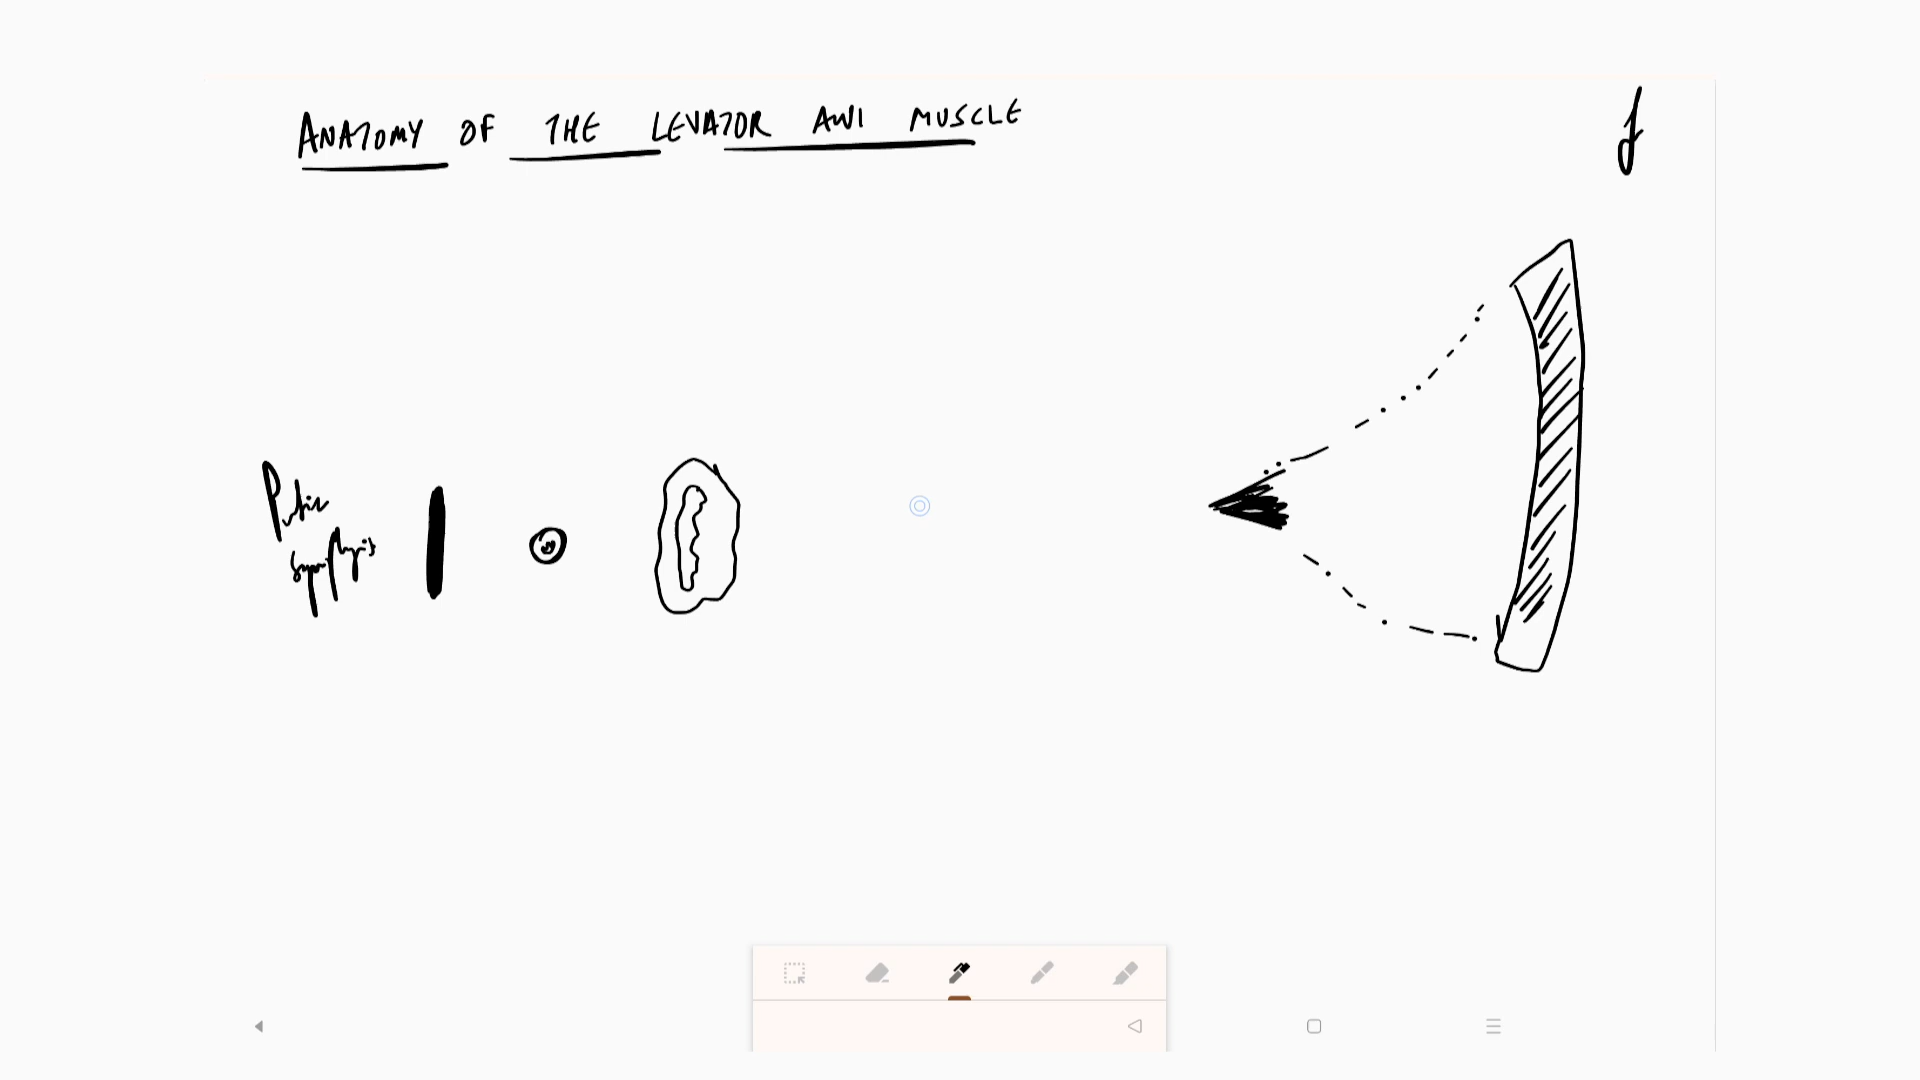 ANATOMY OF THE LEVATOR ANI MUSCLE
Pubic
symphysis